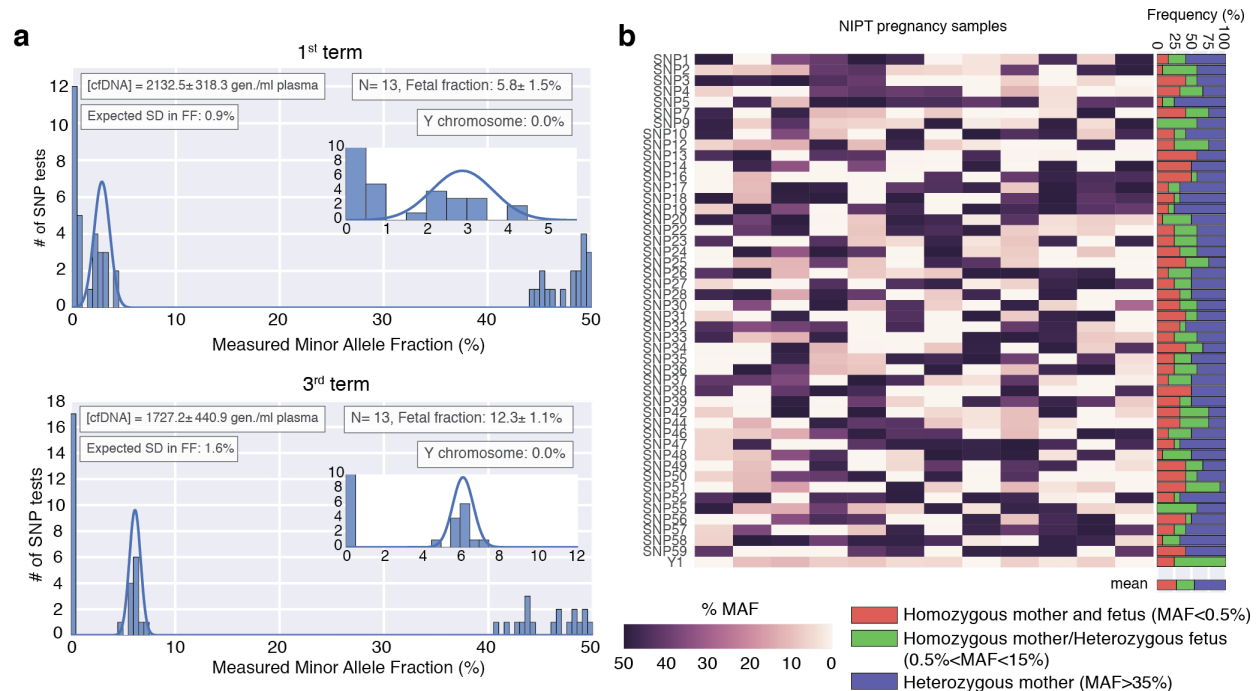 a
1st term
[cfDNA] = 2132.5±318.3 gen./ml plasma
Expected SD in FF: 0.9%
N= 13, Fetal fraction: 5.8± 1.5%
Y chromosome: 0.0%
# of SNP tests
12
10
8
6
4
2
0
10
8
6
4
2
0
0 1 2 3 4 5
0 10 20 30 40 50
Measured Minor Allele Fraction (%)
3rd term
[cfDNA] = 1727.2±440.9 gen./ml plasma
Expected SD in FF: 1.6%
N= 13, Fetal fraction: 12.3± 1.1%
Y chromosome: 0.0%
# of SNP tests
18
16
14
12
10
8
6
4
2
0
10
8
6
4
2
0
0 2 4 6 8 10 12
0 10 20 30 40 50
Measured Minor Allele Fraction (%)
b
NIPT pregnancy samples
Frequency (%)
0 25 50 75 100
SNP1
SNP2
SNP3
SNP4
SNP5
SNP7
SNP9
SNP10
SNP12
SNP13
SNP14
SNP16
SNP17
SNP18
SNP19
SNP20
SNP22
SNP23
SNP24
SNP25
SNP26
SNP27
SNP28
SNP30
SNP31
SNP32
SNP33
SNP34
SNP35
SNP36
SNP37
SNP38
SNP39
SNP42
SNP44
SNP46
SNP47
SNP48
SNP49
SNP50
SNP51
SNP52
SNP55
SNP56
SNP57
SNP58
SNP59
Y1
mean
% MAF
50 40 30 20 10 0
Homozygous mother and fetus (MAF<0.5%)
Homozygous mother/Heterozygous fetus
(0.5%<MAF<15%)
Heterozygous mother (MAF>35%)